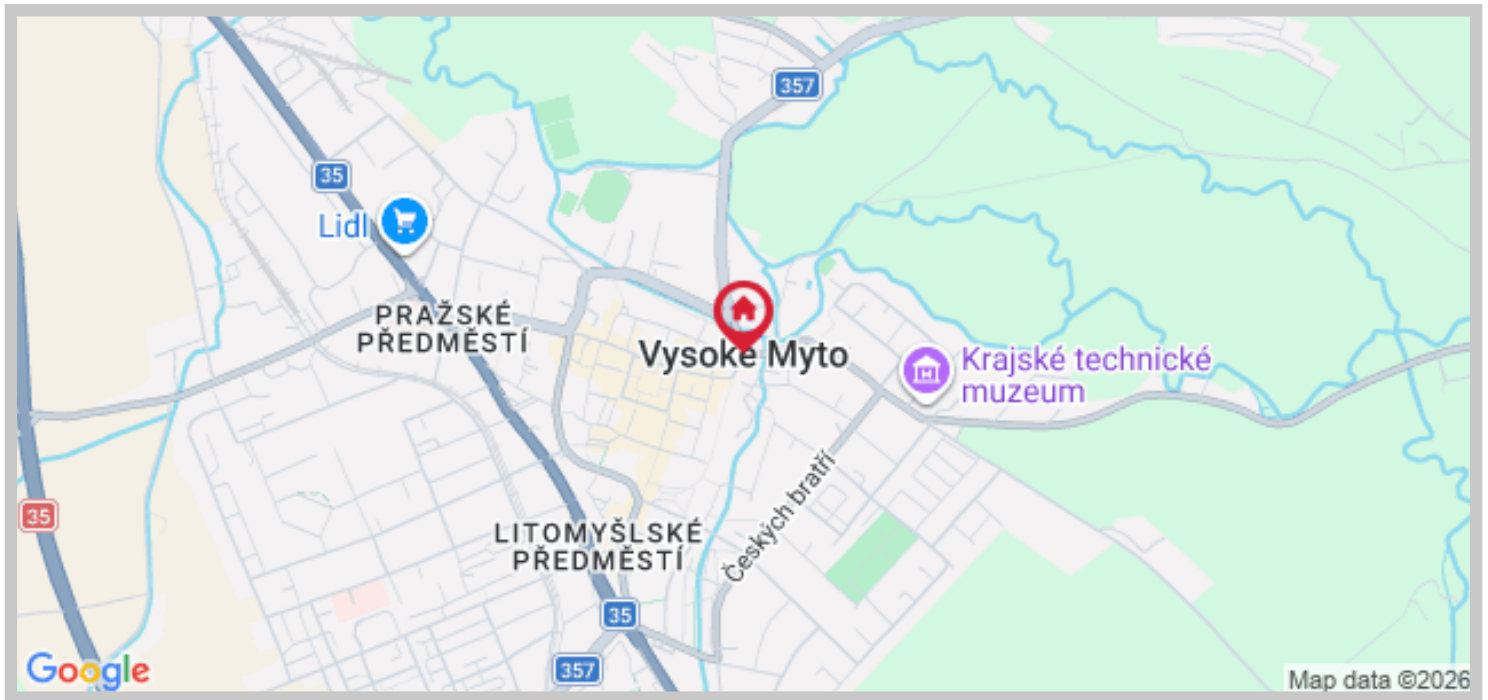 357
35
Lidl
PRAŽSKÉ
PŘEDMĚSTÍ
Vysoké Myto
Krajské technické
muzeum
Českých bratří
35
LITOMYŠLSKÉ
PŘEDMĚSTÍ
35
357
Google
Map data ©2026